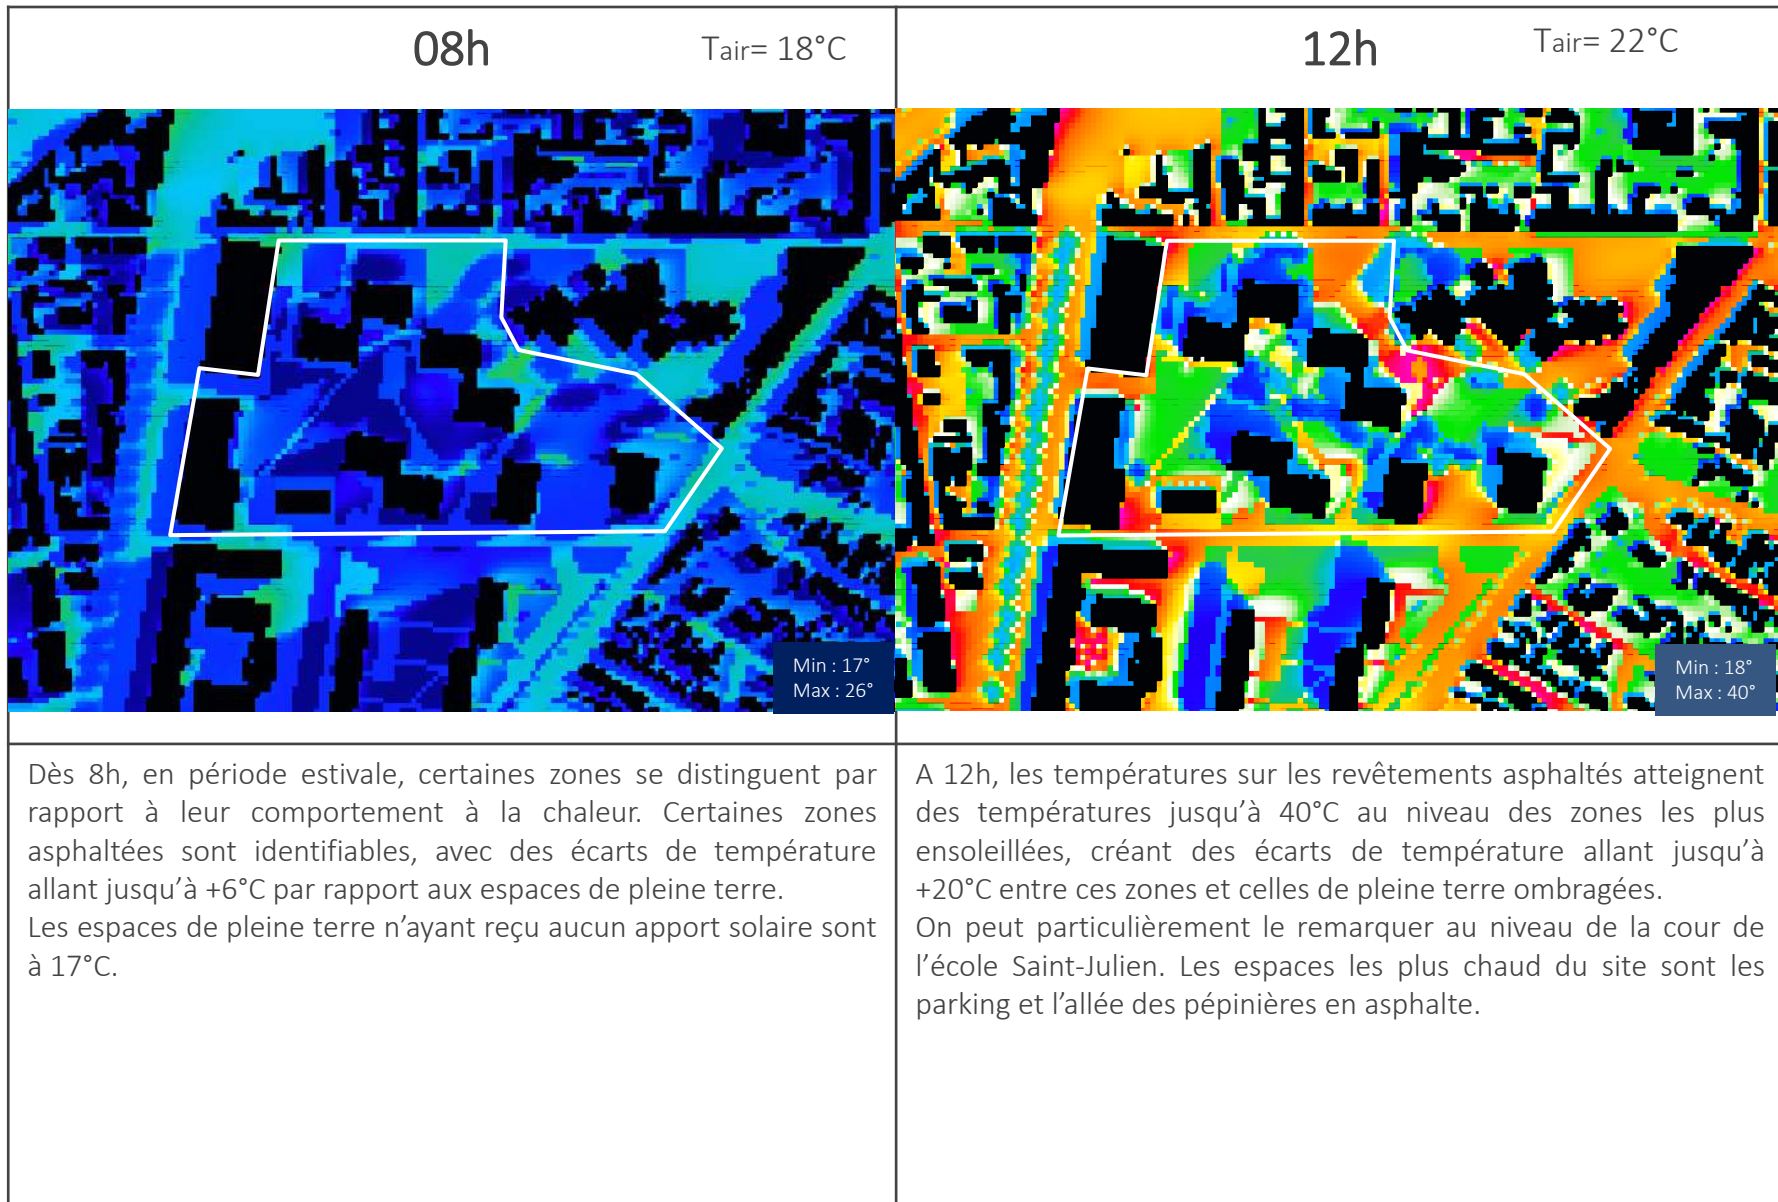 08h
Tair= 18°C
12h
Tair= 22°C
Min : 17°
Max : 26°
Min : 18°
Max : 40°
Dès 8h, en période estivale, certaines zones se distinguent par
rapport à leur comportement à la chaleur. Certaines zones
asphaltées sont identifiables, avec des écarts de température
allant jusqu’à +6°C par rapport aux espaces de pleine terre.
Les espaces de pleine terre n’ayant reçu aucun apport solaire sont
à 17°C.
A 12h, les températures sur les revêtements asphaltés atteignent
des températures jusqu’à 40°C au niveau des zones les plus
ensoleillées, créant des écarts de température allant jusqu’à
+20°C entre ces zones et celles de pleine terre ombragées.
On peut particulièrement le remarquer au niveau de la cour de
l’école Saint-Julien. Les espaces les plus chaud du site sont les
parking et l’allée des pépinières en asphalte.